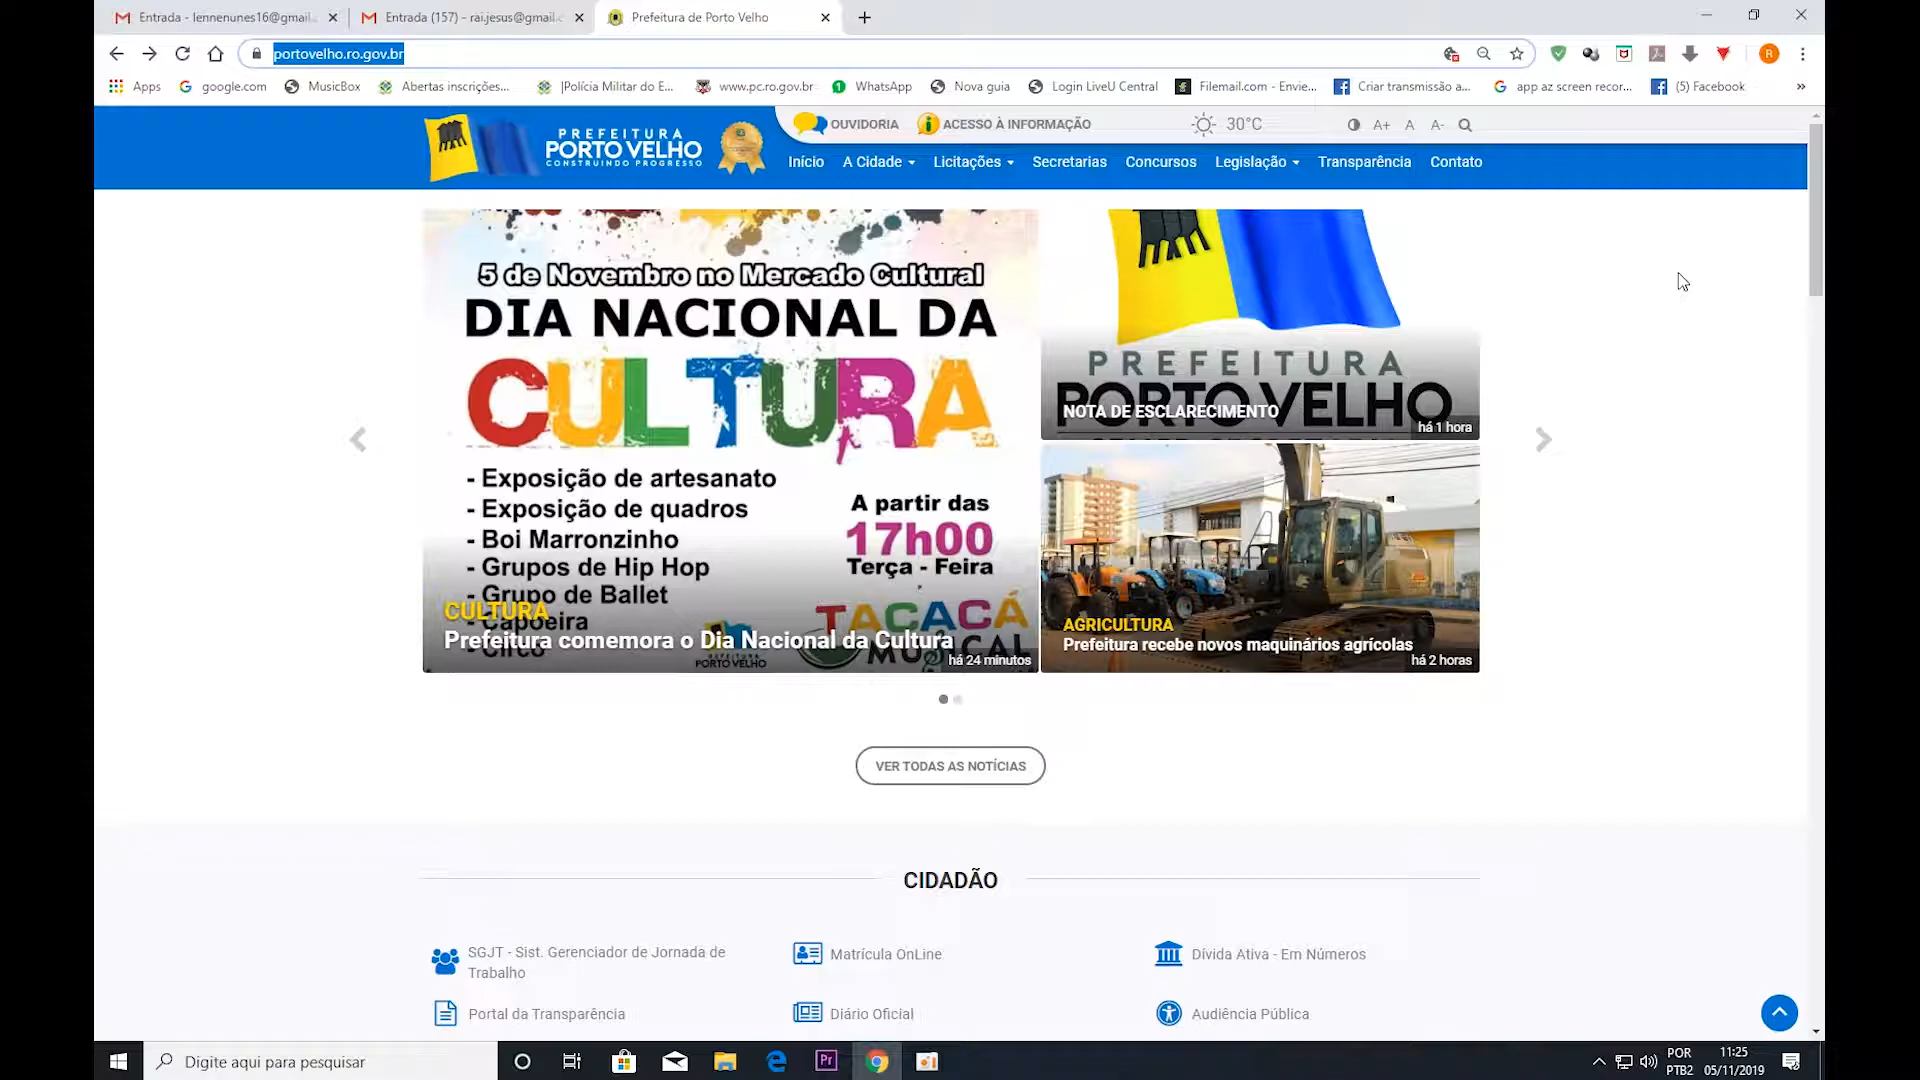 Entrada - lennenunes16@gmail.
Entrada (157) - rai.jesus@gmail.c
Prefeitura de Porto Velho
portovelho.ro.gov.br
R
Apps
google.com
MusicBox
Abertas inscrições...
|Polícia Militar do E...
www.pc.ro.gov.br
WhatsApp
Nova guia
Login LiveU Central
Filemail.com - Envie...
Criar transmissão a...
app az screen recor...
(5) Facebook
»
OUVIDORIA
ACESSO À INFORMAÇÃO
30°C
A+
A
A-
PREFEITURA
PORTO VELHO
CONSTRUINDO PROGRESSO
Início
A Cidade
Licitações
Secretarias
Concursos
Legislação
Transparência
Contato
5 de Novembro no Mercado Cultural
DIA NACIONAL DA
CULTURA
- Exposição de artesanato
- Exposição de quadros
- Boi Marronzinho
- Grupos de Hip Hop
- Grupo de Ballet
- Capoeira
- Circo
A partir das
17h00
Terça - Feira
TACACÁ
MUSICAL
PORTO VELHO
CULTURA
Prefeitura comemora o Dia Nacional da Cultura
há 24 minutos
PREFEITURA
PORTO VELHO
NOTA DE ESCLARECIMENTO
há 1 hora
AGRICULTURA
Prefeitura recebe novos maquinários agrícolas
há 2 horas
VER TODAS AS NOTÍCIAS
CIDADÃO
SGJT - Sist. Gerenciador de Jornada de
Trabalho
Matrícula OnLine
Dívida Ativa - Em Números
Portal da Transparência
Diário Oficial
Audiência Pública
Digite aqui para pesquisar
Pr
POR
PTB2
11:25
05/11/2019